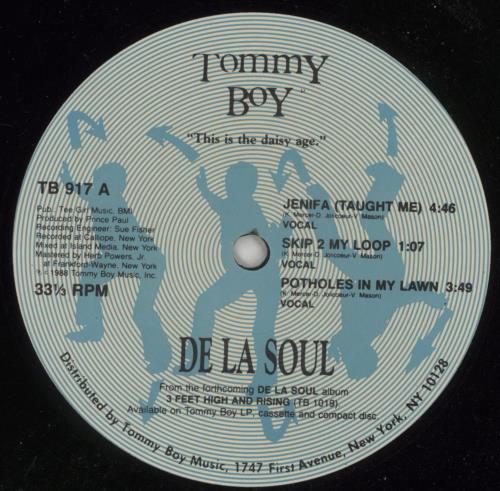 Tommy
Boy
"This is the daisy age."
TB 917 A
Pub. Tee Girl Music, BMI
Produced by Prince Paul
Recording Engineer: Sue Fisher
Recorded at Calliope, New York
Mixed at Island Media, New York
Mastered by Herb Powers, Jr.
at Frankford-Wayne, New York
℗ © 1988 Tommy Boy Music, Inc.
33⅓ RPM
JENIFA (TAUGHT ME) 4:46
(K. Mercer-D. Joncoeur-V. Mason)
VOCAL
SKIP 2 MY LOOP 1:07
(K. Mercer-D. Joncoeur-V. Mason)
VOCAL
POTHOLES IN MY LAWN 3:49
(K. Mercer-D. Joncoeur-V. Mason)
VOCAL
DE LA SOUL
From the forthcoming DE LA SOUL album
3 FEET HIGH AND RISING (TB 1019)
Available on Tommy Boy LP, cassette and compact disc.
Distributed by Tommy Boy Music, 1747 First Avenue, New York, NY 10128